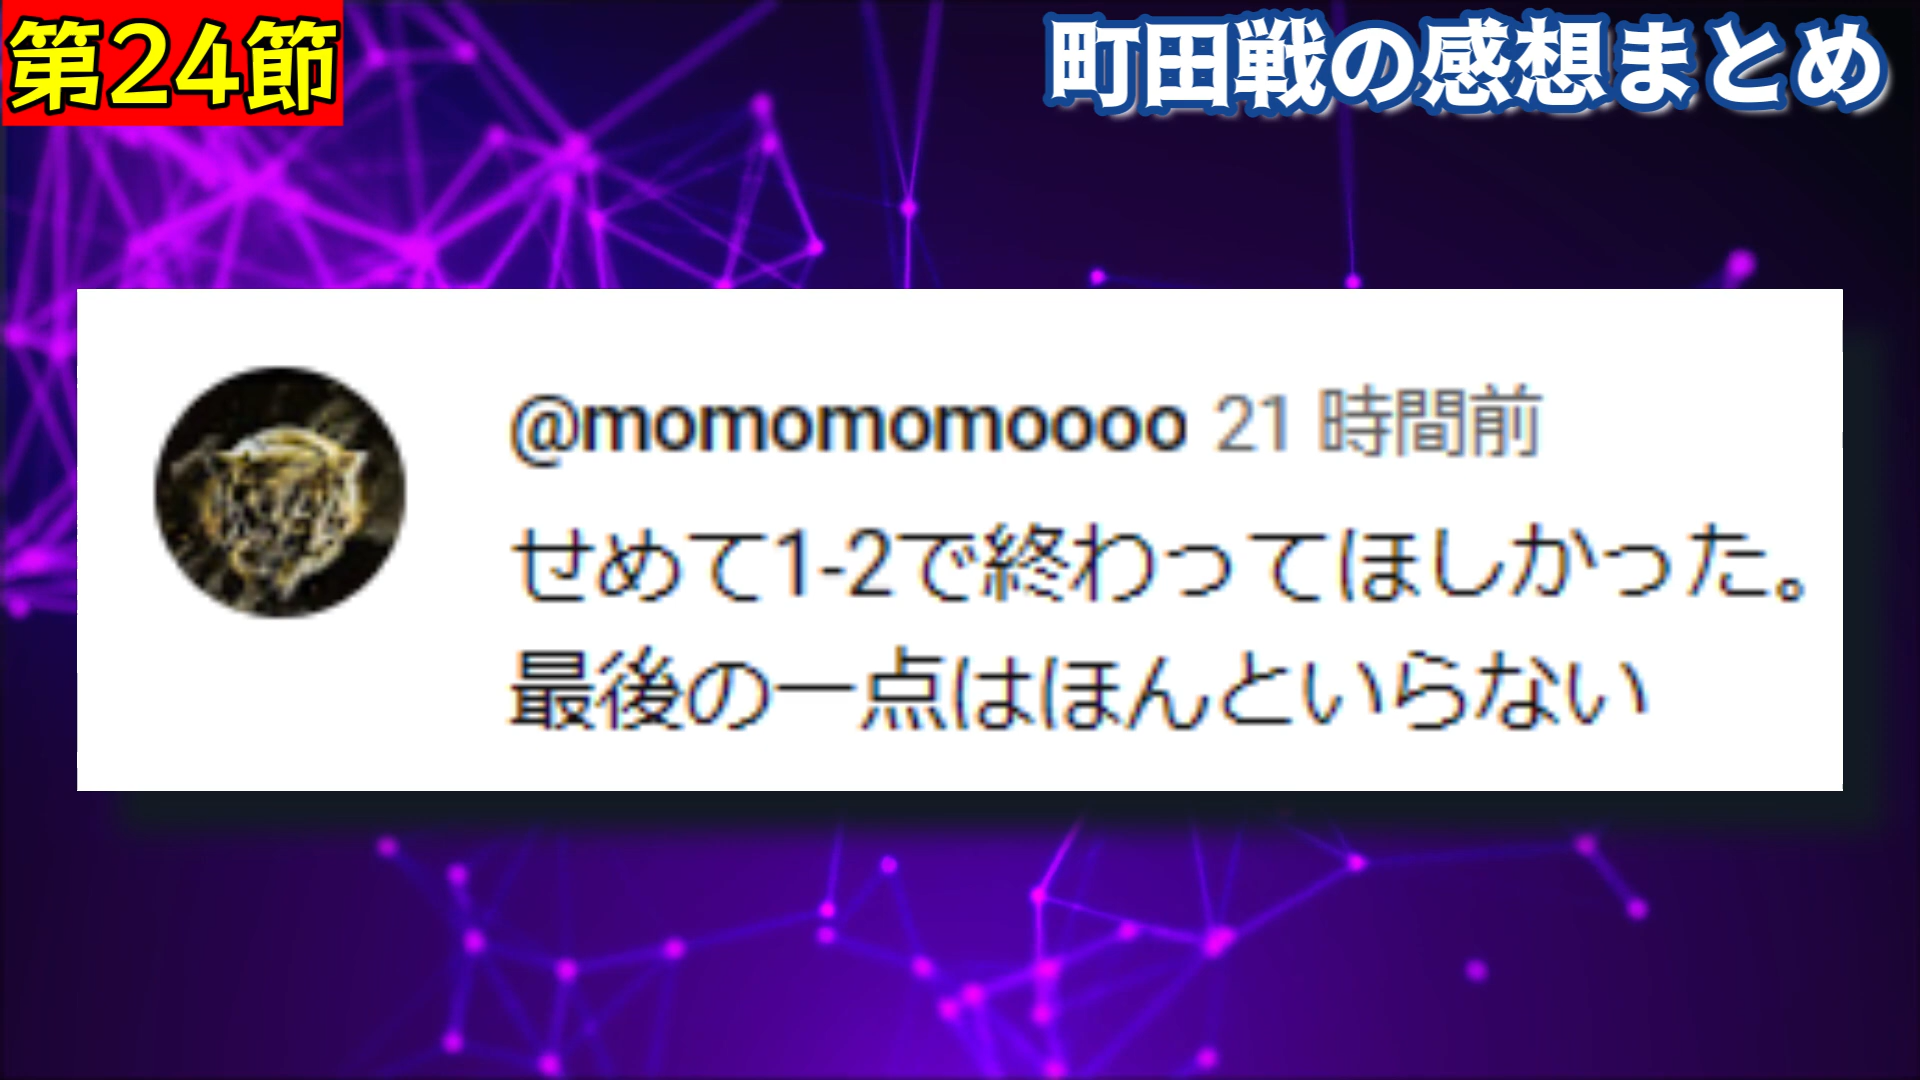 第24節
町田戦の感想まとめ
@momomomoooo 21 時間前
せめて1-2で終わってほしかった。
最後の一点はほんといらない